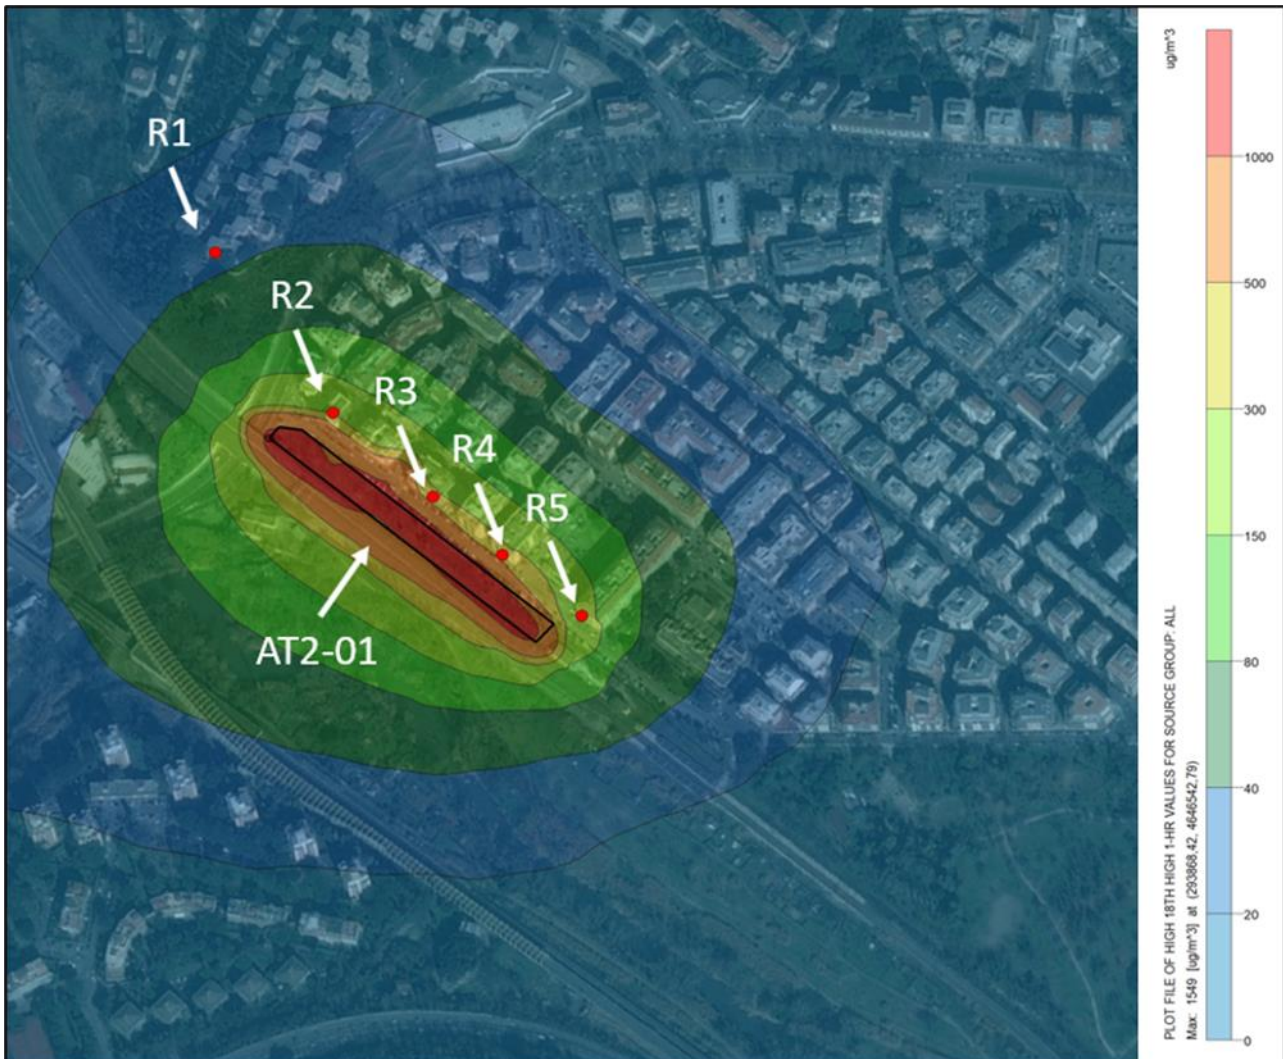 R1
R2
R3
R4
R5
AT2-01
ug/m^3
1000
500
300
150
80
40
20
0
PLOT FILE OF HIGH 18TH HIGH 1-HR VALUES FOR SOURCE GROUP: ALL
Max: 1549 [ug/m^3] at (293868,42, 4646542,79)